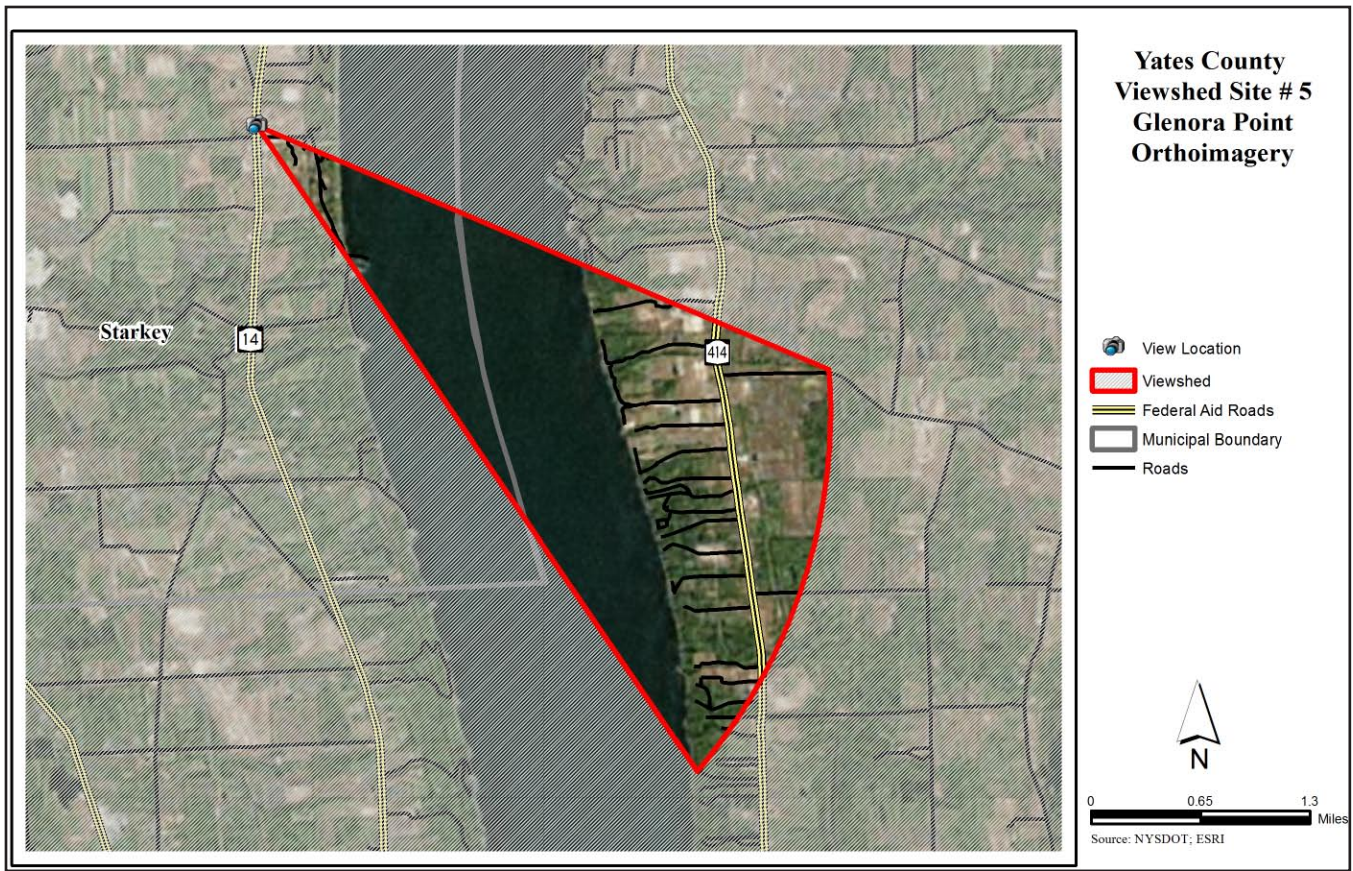 Yates County
Viewshed Site # 5
Glenora Point
Orthoimagery
Starkey
14
414
View Location
Viewshed
Federal Aid Roads
Municipal Boundary
Roads
N
0 0.65 1.3
Miles
Source: NYSDOT; ESRI